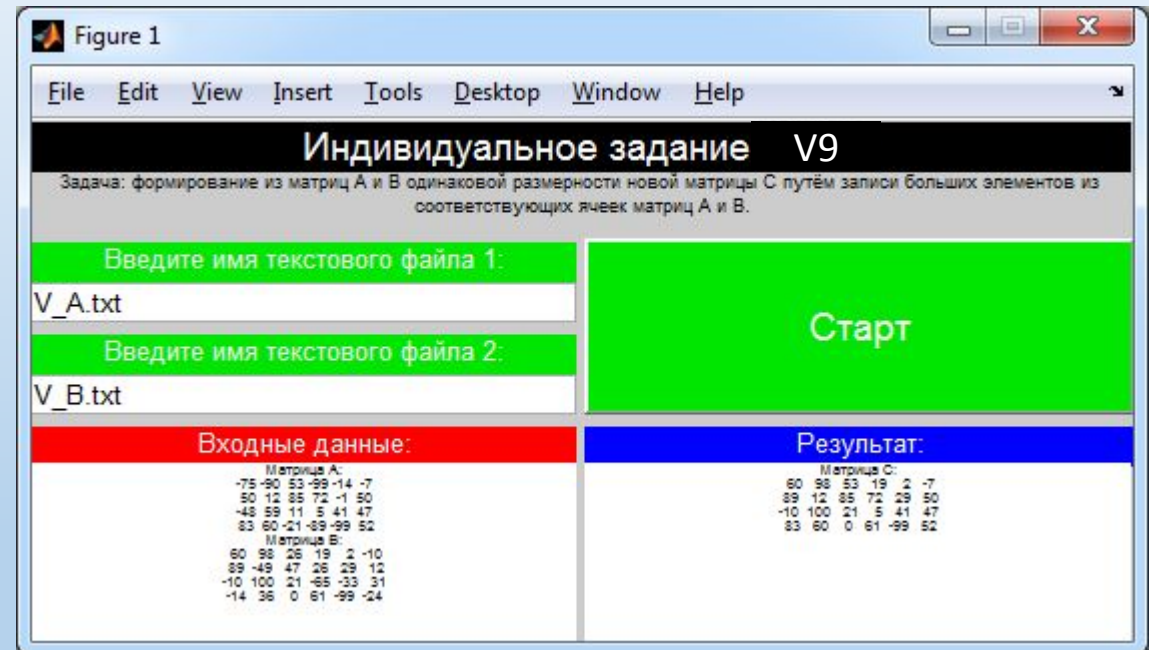 Figure 1
File Edit View Insert Tools Desktop Window Help
Индивидуальное задание V9
Задача: формирование из матриц A и B одинаковой размерности новой матрицы C путём записи больших элементов из
соответствующих ячеек матриц A и B.
Введите имя текстового файла 1:
V_A.txt
Введите имя текстового файла 2:
V_B.txt
Старт
Входные данные:
Матрица A:
-75 -90 53 -99 -14 -7
50 12 85 72 -1 50
-48 59 11 5 41 47
83 60 -21 -89 -99 52
Матрица B:
60 98 26 19 2 -10
89 -49 47 26 29 12
-10 100 21 -65 -33 31
-14 36 0 61 -99 -24
Результат:
Матрица C:
60 98 53 19 2 -7
89 12 85 72 29 50
-10 100 21 5 41 47
83 60 0 61 -99 52